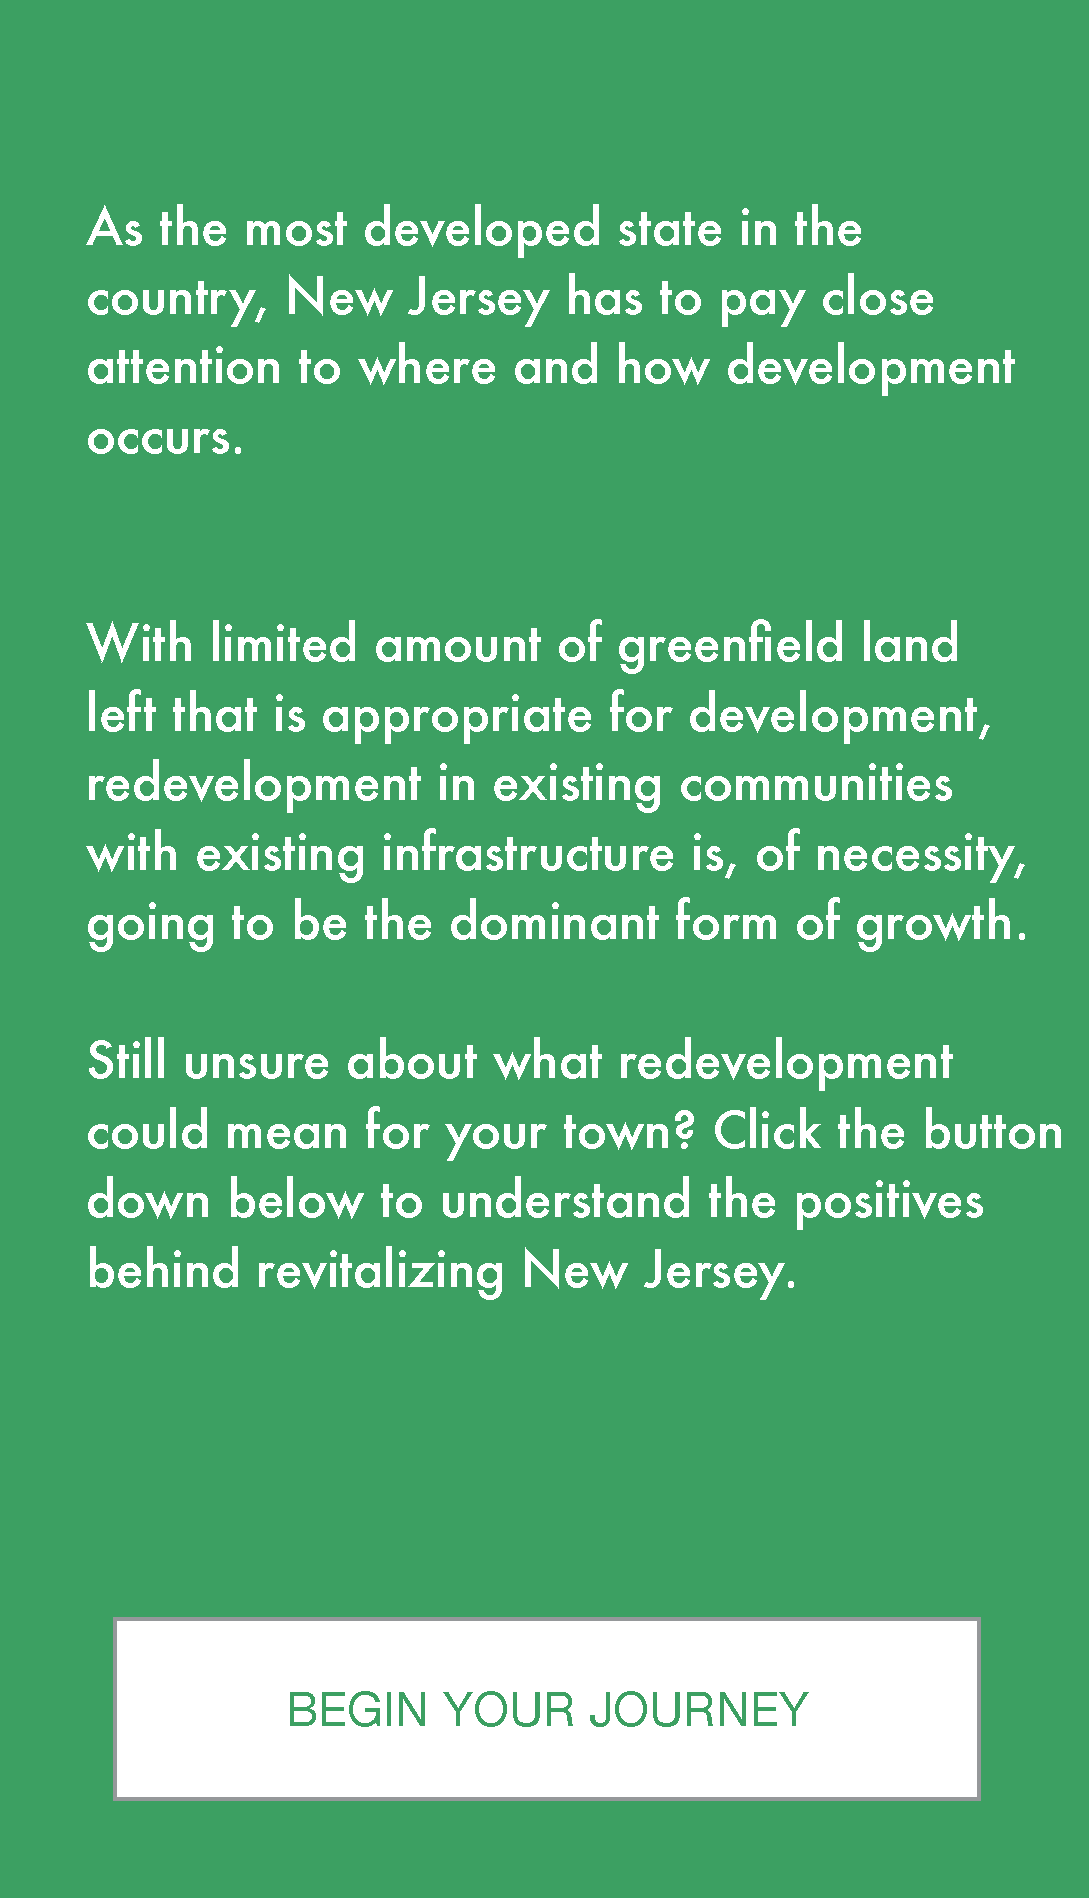 As the most developed state in the
country, New Jersey has to pay close
attention to where and how development
occurs.
With limited amount of greenfield land
left that is appropriate for development,
redevelopment in existing communities
with existing infrastructure is, of necessity,
going to be the dominant form of growth.
Still unsure about what redevelopment
could mean for your town? Click the button
down below to understand the positives
behind revitalizing New Jersey.
BEGIN YOUR JOURNEY